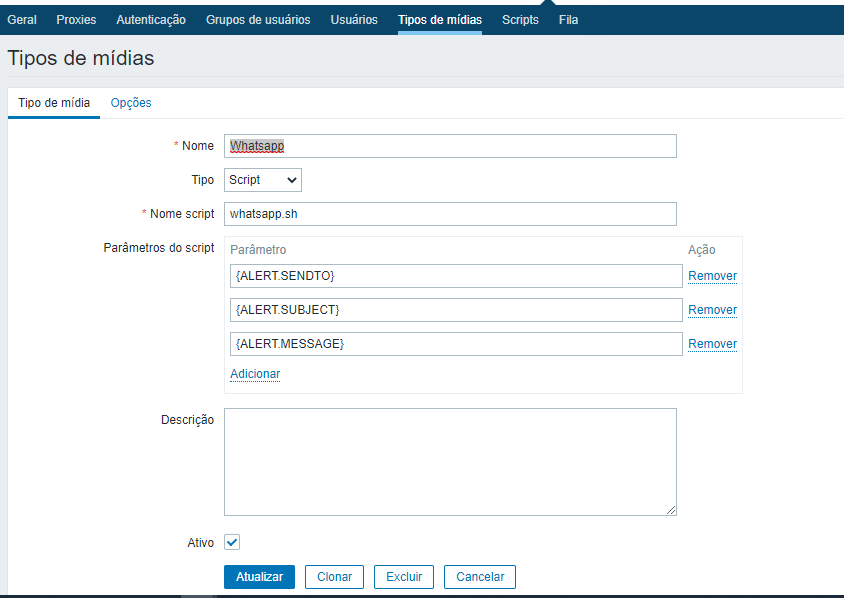 Geral Proxies Autenticação Grupos de usuários Usuários Tipos de mídias Scripts Fila
Tipos de mídias
Tipo de mídia Opções
* Nome Whatsapp
Tipo Script
* Nome script whatsapp.sh
Parâmetros do script Parâmetro Ação
{ALERT.SENDTO} Remover
{ALERT.SUBJECT} Remover
{ALERT.MESSAGE} Remover
Adicionar
Descrição
Ativo
Atualizar Clonar Excluir Cancelar